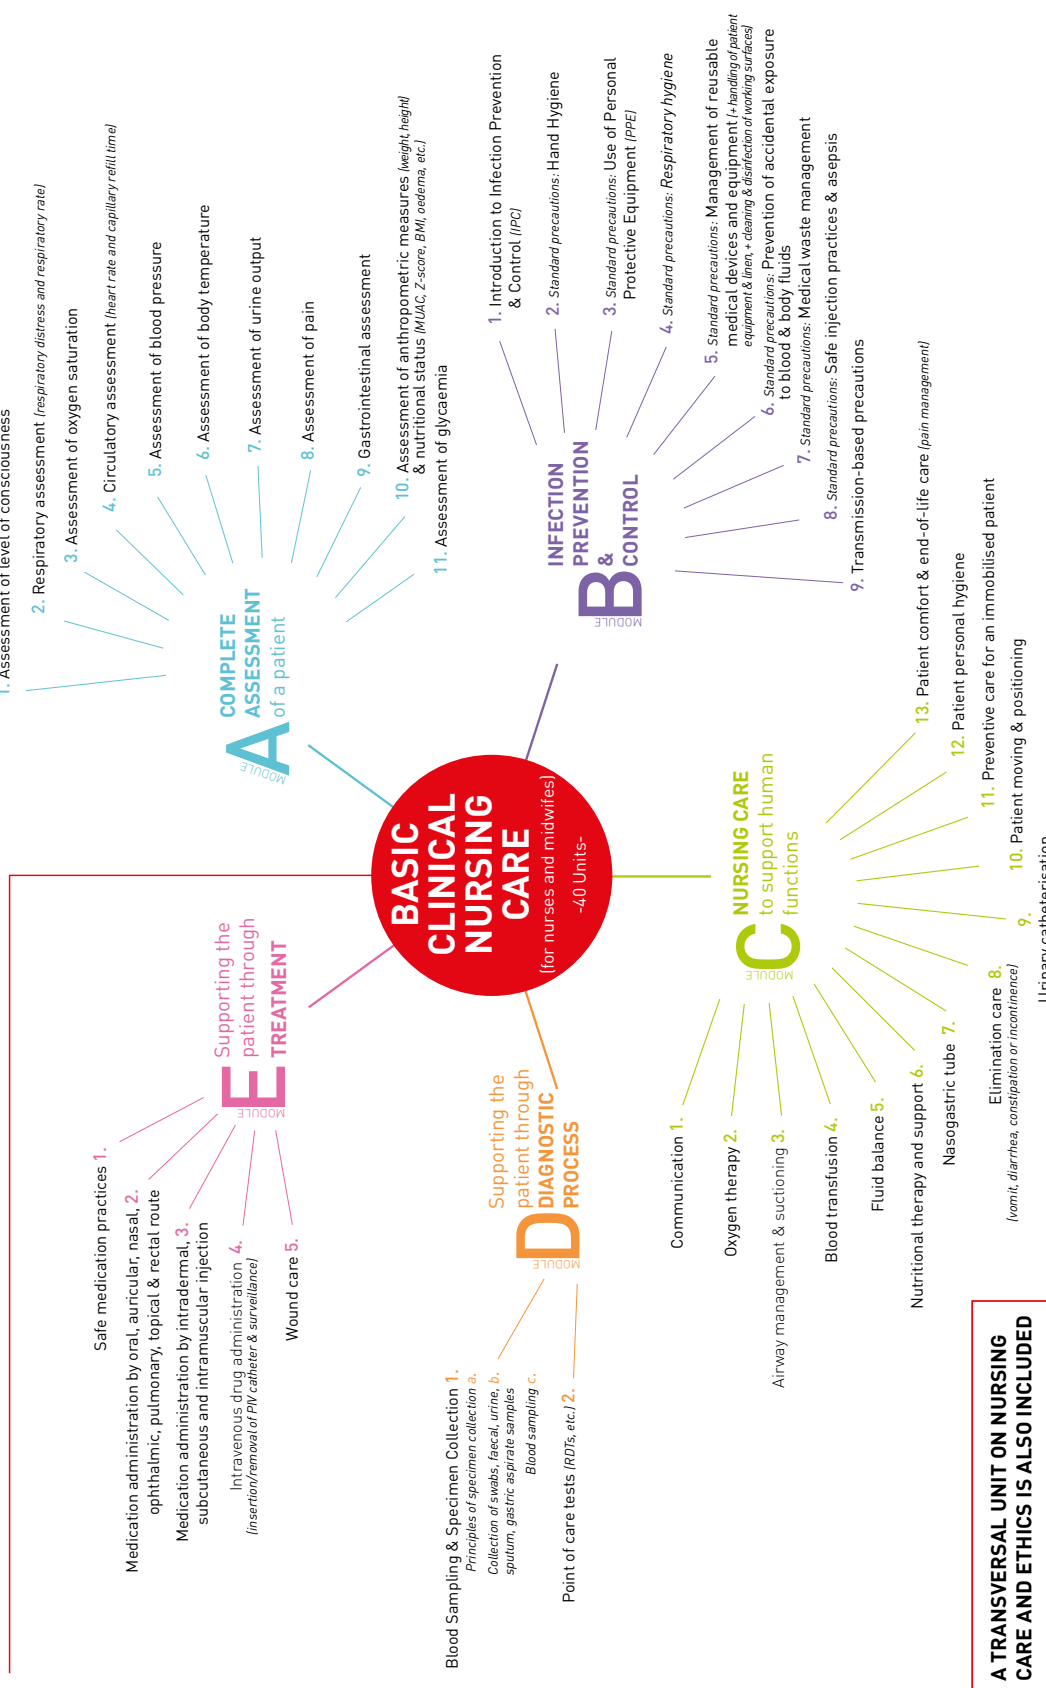 BASIC
CLINICAL
NURSING
CARE
(for nurses and midwifes)
-40 Units-
MODULE
A
COMPLETE
ASSESSMENT
of a patient
1. Assessment of level of consciousness
2. Respiratory assessment (respiratory distress and respiratory rate)
3. Assessment of oxygen saturation
4. Circulatory assessment (heart rate and capillary refill time)
5. Assessment of blood pressure
6. Assessment of body temperature
7. Assessment of urine output
8. Assessment of pain
9. Gastrointestinal assessment
10. Assessment of anthropometric measures (weight, height)
& nutritional status (MUAC, Z-score, BMI, oedema, etc.)
11. Assessment of glycaemia
MODULE
B
INFECTION
PREVENTION
&
CONTROL
1. Introduction to Infection Prevention
& Control (IPC)
2. Standard precautions: Hand Hygiene
3. Standard precautions: Use of Personal
Protective Equipment (PPE)
4. Standard precautions: Respiratory hygiene
5. Standard precautions: Management of reusable
medical devices and equipment (+ handling of patient
equipment & linen, + cleaning & disinfection of working surfaces)
6. Standard precautions: Prevention of accidental exposure
to blood & body fluids
7. Standard precautions: Medical waste management
8. Standard precautions: Safe injection practices & asepsis
9. Transmission-based precautions
MODULE
C
NURSING CARE
to support human
functions
Communication 1.
Oxygen therapy 2.
Airway management & suctioning 3.
Blood transfusion 4.
Fluid balance 5.
Nutritional therapy and support 6.
Nasogastric tube 7.
Elimination care 8.
(vomit, diarrhea, constipation or incontinence)
9.
Urinary catheterisation
10. Patient moving & positioning
11. Preventive care for an immobilised patient
12. Patient personal hygiene
13. Patient comfort & end-of-life care (pain management)
MODULE
D
Supporting the
patient through
DIAGNOSTIC
PROCESS
Blood Sampling & Specimen Collection 1.
Principles of specimen collection a.
Collection of swabs, faecal, urine, b.
sputum, gastric aspirate samples
Blood sampling c.
Point of care tests (RDTs, etc.) 2.
MODULE
E
Supporting the
patient through
TREATMENT
Safe medication practices 1.
Medication administration by oral, auricular, nasal, 2.
ophthalmic, pulmonary, topical & rectal route
Medication administration by intradermal, 3.
subcutaneous and intramuscular injection
Intravenous drug administration 4.
(insertion/removal of PIV catheter & surveillance)
Wound care 5.
A TRANSVERSAL UNIT ON NURSING
CARE AND ETHICS IS ALSO INCLUDED